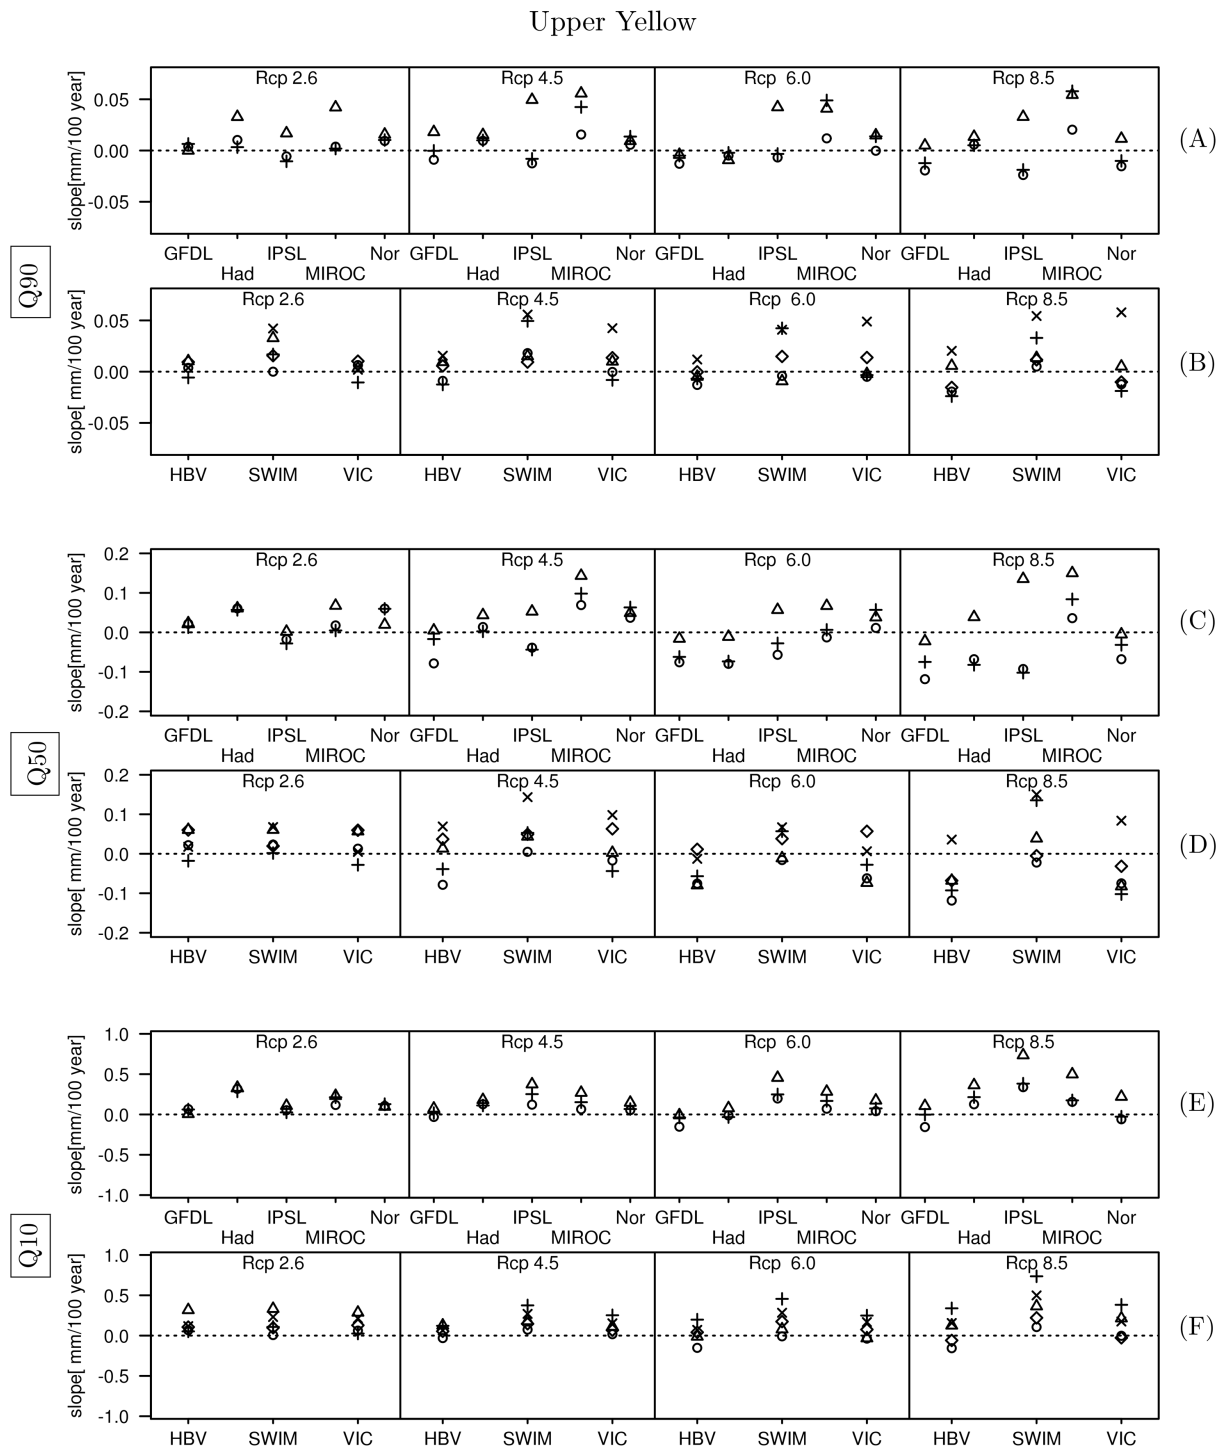 Upper Yellow
Q90
slope[mm/100 year]
0.05
0.00
-0.05
Rcp 2.6
Rcp 4.5
Rcp 6.0
Rcp 8.5
(A)
GFDL IPSL Nor GFDL IPSL Nor GFDL IPSL Nor GFDL IPSL Nor
Had MIROC Had MIROC Had MIROC Had MIROC
slope[ mm/100 year]
0.05
0.00
-0.05
Rcp 2.6
Rcp 4.5
Rcp 6.0
Rcp 8.5
(B)
HBV SWIM VIC HBV SWIM VIC HBV SWIM VIC HBV SWIM VIC
Q50
slope[mm/100 year]
0.2
0.1
0.0
-0.1
-0.2
Rcp 2.6
Rcp 4.5
Rcp 6.0
Rcp 8.5
(C)
GFDL IPSL Nor GFDL IPSL Nor GFDL IPSL Nor GFDL IPSL Nor
Had MIROC Had MIROC Had MIROC Had MIROC
slope[ mm/100 year]
0.2
0.1
0.0
-0.1
-0.2
Rcp 2.6
Rcp 4.5
Rcp 6.0
Rcp 8.5
(D)
HBV SWIM VIC HBV SWIM VIC HBV SWIM VIC HBV SWIM VIC
Q10
slope[mm/100 year]
1.0
0.5
0.0
-0.5
-1.0
Rcp 2.6
Rcp 4.5
Rcp 6.0
Rcp 8.5
(E)
GFDL IPSL Nor GFDL IPSL Nor GFDL IPSL Nor GFDL IPSL Nor
Had MIROC Had MIROC Had MIROC Had MIROC
slope[ mm/100 year]
1.0
0.5
0.0
-0.5
-1.0
Rcp 2.6
Rcp 4.5
Rcp 6.0
Rcp 8.5
(F)
HBV SWIM VIC HBV SWIM VIC HBV SWIM VIC HBV SWIM VIC